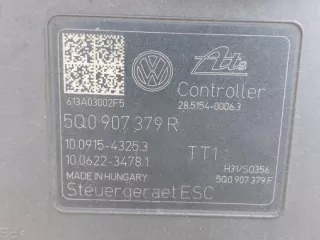 Ate
Controller
613A03002F5
28.5154-0006.3
5Q0 907 379 R
10.0915-4325.3
10.0622-3478.1
TT1
H31/S0356
MADE IN HUNGARY
5Q0 907 379 F
Steuergeraet ESC